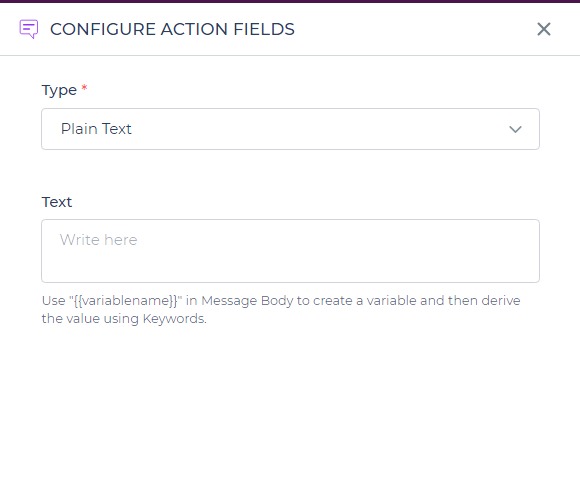 CONFIGURE ACTION FIELDS
Type *
Plain Text
Text
Write here
Use "{{variablename}}" in Message Body to create a variable and then derive
the value using Keywords.